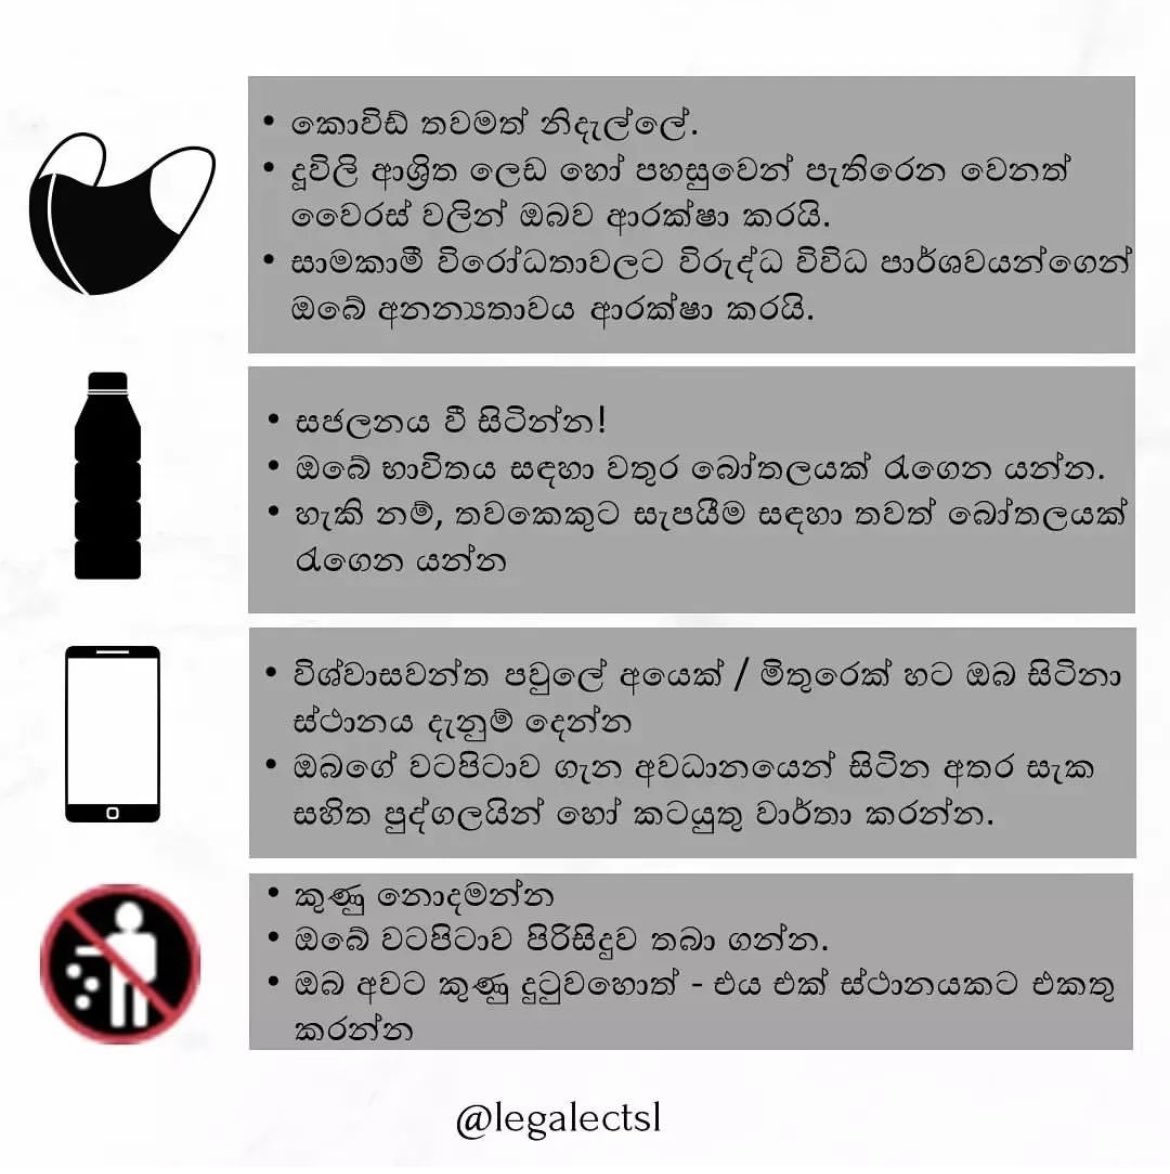 • කොවිඩ් තවමත් නිදැල්ලේ.
• දූවිලි ආශ්‍රිත ලෙඩ හෝ පහසුවෙන් පැතිරෙන වෙනත්
වෛරස් වලින් ඔබව ආරක්ෂා කරයි.
• සාමකාමී විරෝධතාවලට විරුද්ධ විවිධ පාර්ශවයන්ගෙන්
ඔබේ අනන්‍යතාවය ආරක්ෂා කරයි.
• සජලනය වී සිටින්න!
• ඔබේ භාවිතය සඳහා වතුර බෝතලයක් රැගෙන යන්න.
• හැකි නම්, තවකෙකුට සැපයීම සඳහා තවත් බෝතලයක්
රැගෙන යන්න
• විශ්වාසවන්ත පවුලේ අයෙක් / මිතුරෙක් හට ඔබ සිටිනා
ස්ථානය දැනුම් දෙන්න
• ඔබගේ වටපිටාව ගැන අවධානයෙන් සිටින අතර සැක
සහිත පුද්ගලයින් හෝ කටයුතු වාර්තා කරන්න.
• කුණු නොදමන්න
• ඔබේ වටපිටාව පිරිසිදුව තබා ගන්න.
• ඔබ අවට කුණු දුටුවහොත් - එය එක් ස්ථානයකට එකතු
කරන්න
@legalectsl